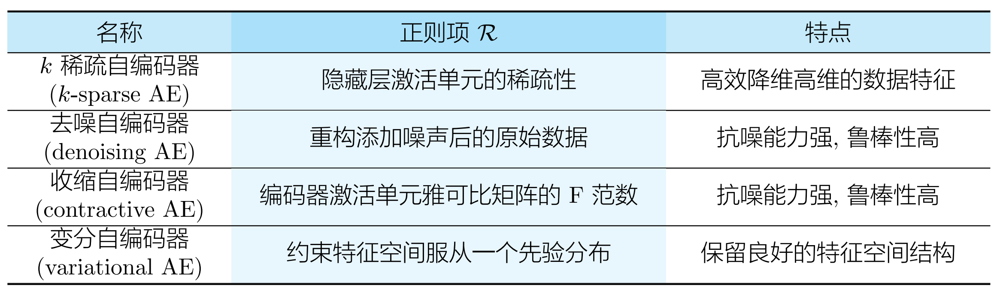 名称 正则项 R 特点
k 稀疏自编码器
(k-sparse AE)
隐藏层激活单元的稀疏性
高效降维高维的数据特征
去噪自编码器
(denoising AE)
重构添加噪声后的原始数据
抗噪能力强, 鲁棒性高
收缩自编码器
(contractive AE)
编码器激活单元雅可比矩阵的 F 范数
抗噪能力强, 鲁棒性高
变分自编码器
(variational AE)
约束特征空间服从一个先验分布
保留良好的特征空间结构